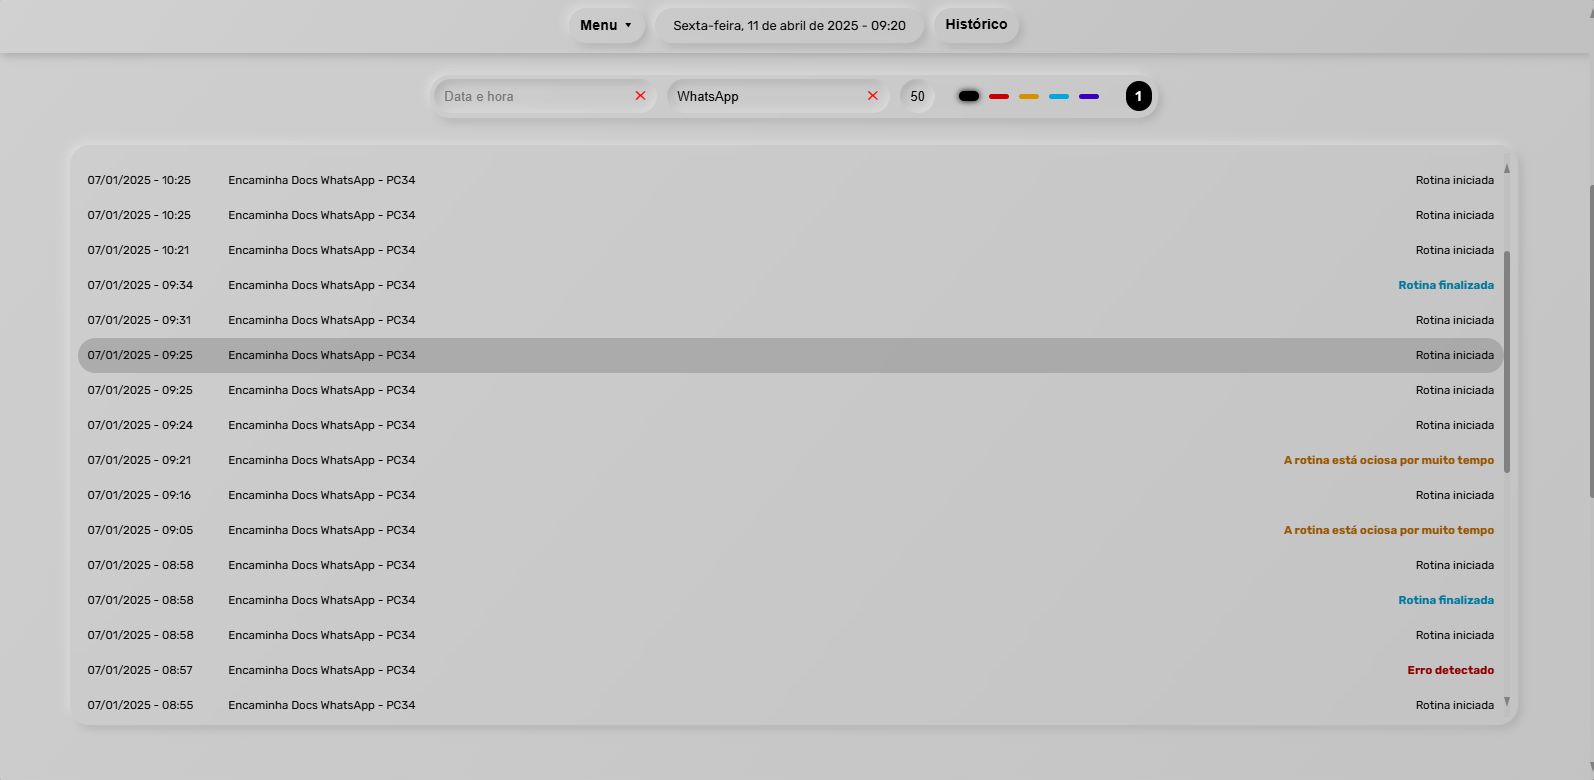 Menu ▼ Sexta-feira, 11 de abril de 2025 - 09:20 Histórico
Data e hora × WhatsApp × 50 1
07/01/2025 - 10:25 Encaminha Docs WhatsApp - PC34 Rotina iniciada
07/01/2025 - 10:25 Encaminha Docs WhatsApp - PC34 Rotina iniciada
07/01/2025 - 10:21 Encaminha Docs WhatsApp - PC34 Rotina iniciada
07/01/2025 - 09:34 Encaminha Docs WhatsApp - PC34 Rotina finalizada
07/01/2025 - 09:31 Encaminha Docs WhatsApp - PC34 Rotina iniciada
07/01/2025 - 09:25 Encaminha Docs WhatsApp - PC34 Rotina iniciada
07/01/2025 - 09:25 Encaminha Docs WhatsApp - PC34 Rotina iniciada
07/01/2025 - 09:24 Encaminha Docs WhatsApp - PC34 Rotina iniciada
07/01/2025 - 09:21 Encaminha Docs WhatsApp - PC34 A rotina está ociosa por muito tempo
07/01/2025 - 09:16 Encaminha Docs WhatsApp - PC34 Rotina iniciada
07/01/2025 - 09:05 Encaminha Docs WhatsApp - PC34 A rotina está ociosa por muito tempo
07/01/2025 - 08:58 Encaminha Docs WhatsApp - PC34 Rotina iniciada
07/01/2025 - 08:58 Encaminha Docs WhatsApp - PC34 Rotina finalizada
07/01/2025 - 08:58 Encaminha Docs WhatsApp - PC34 Rotina iniciada
07/01/2025 - 08:57 Encaminha Docs WhatsApp - PC34 Erro detectado
07/01/2025 - 08:55 Encaminha Docs WhatsApp - PC34 Rotina iniciada